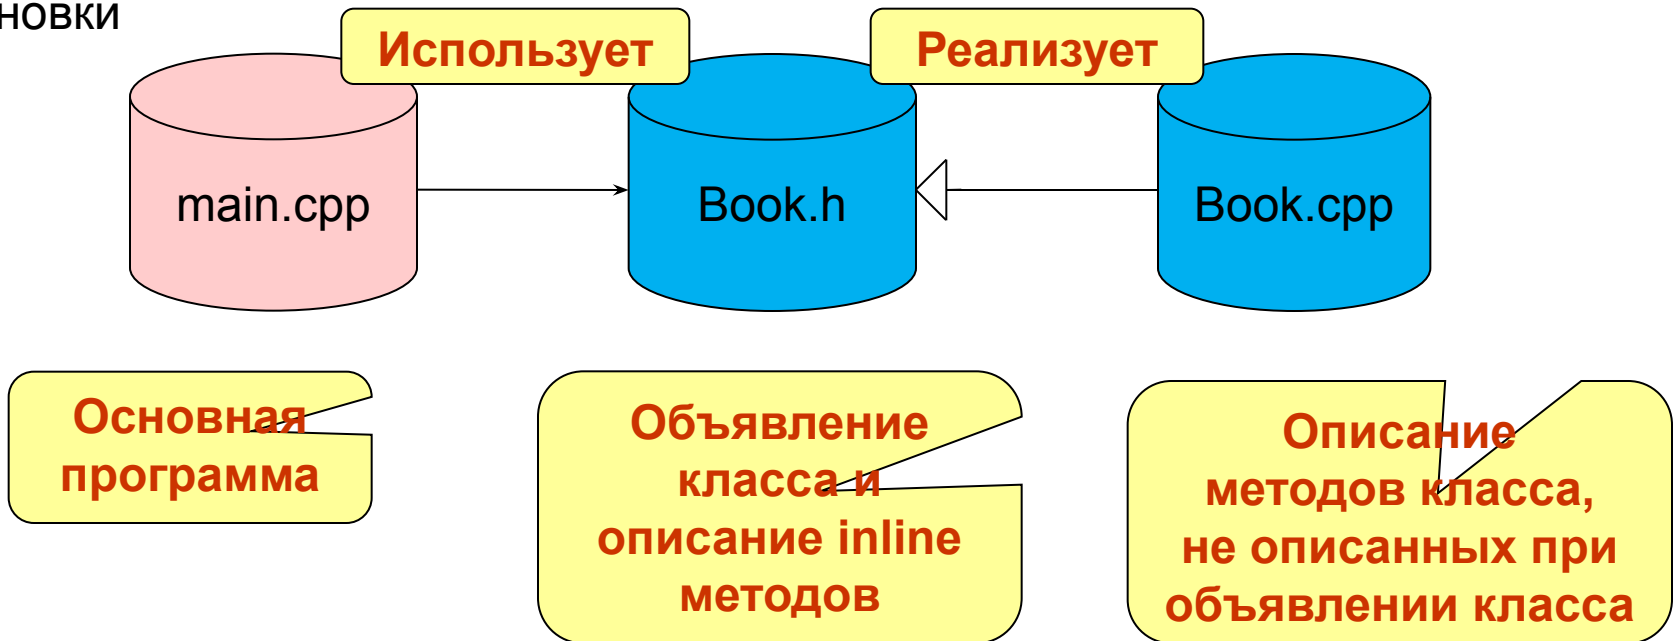 новки
Использует
Реализует
main.cpp
Book.h
Book.cpp
Основная
программа
Объявление
класса и
описание inline
методов
Описание
методов класса,
не описанных при
объявлении класса